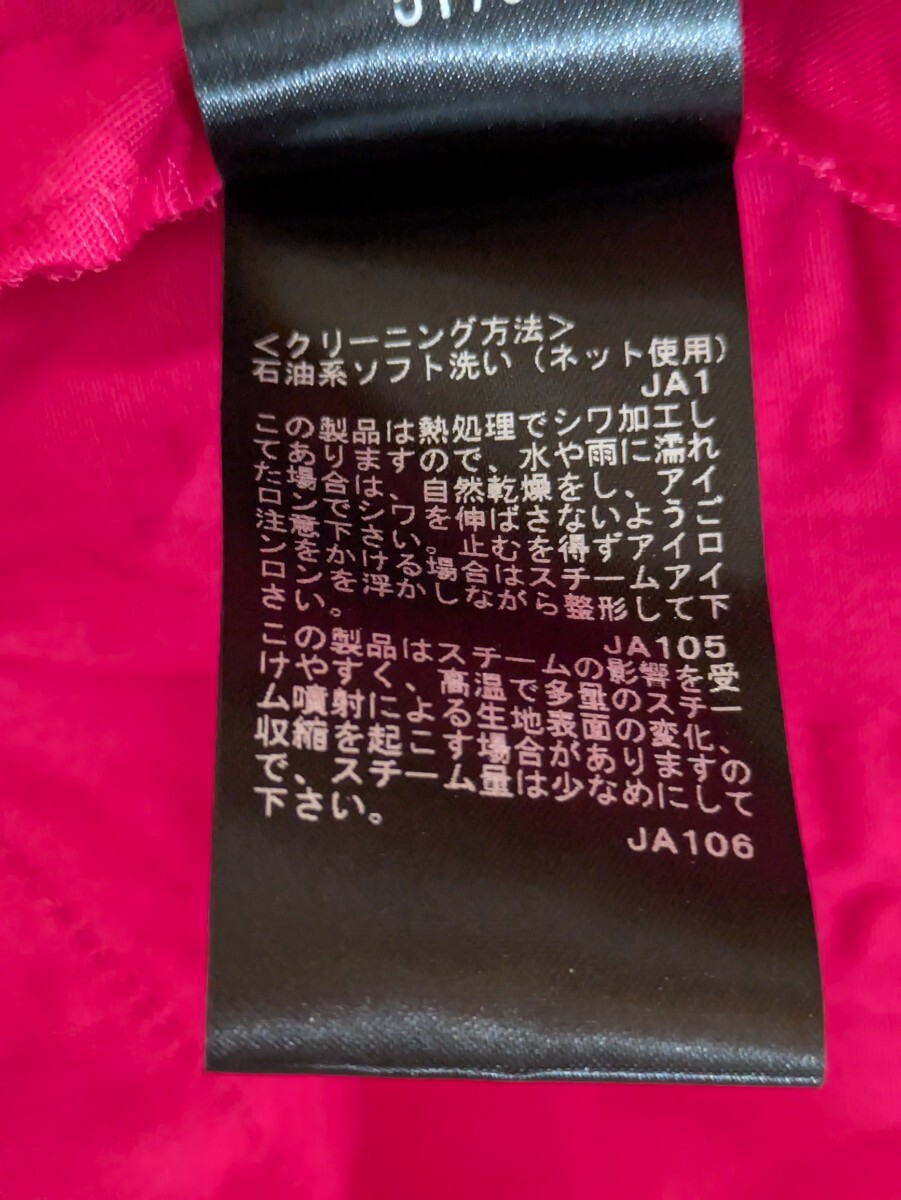 <クリーニング方法>
石油系ソフト洗い(ネット使用)
JA1
この製品は熱処理でシワ加工し
てありますので、水や雨に濡れ
た場合は、自然乾燥をし、アイ
ロンでシワを伸ばさないようご
注意下さい。止むを得ずアイロ
ンをかける場合はスチームアイ
ロンを浮かしながら整形して下
さい。
JA105
この製品はスチームの影響を受
けやすく、高温で多量のスチー
ム噴射による生地表面の変化、
収縮を起こす場合がありますの
で、スチーム量は少なめにして
下さい。
JA106